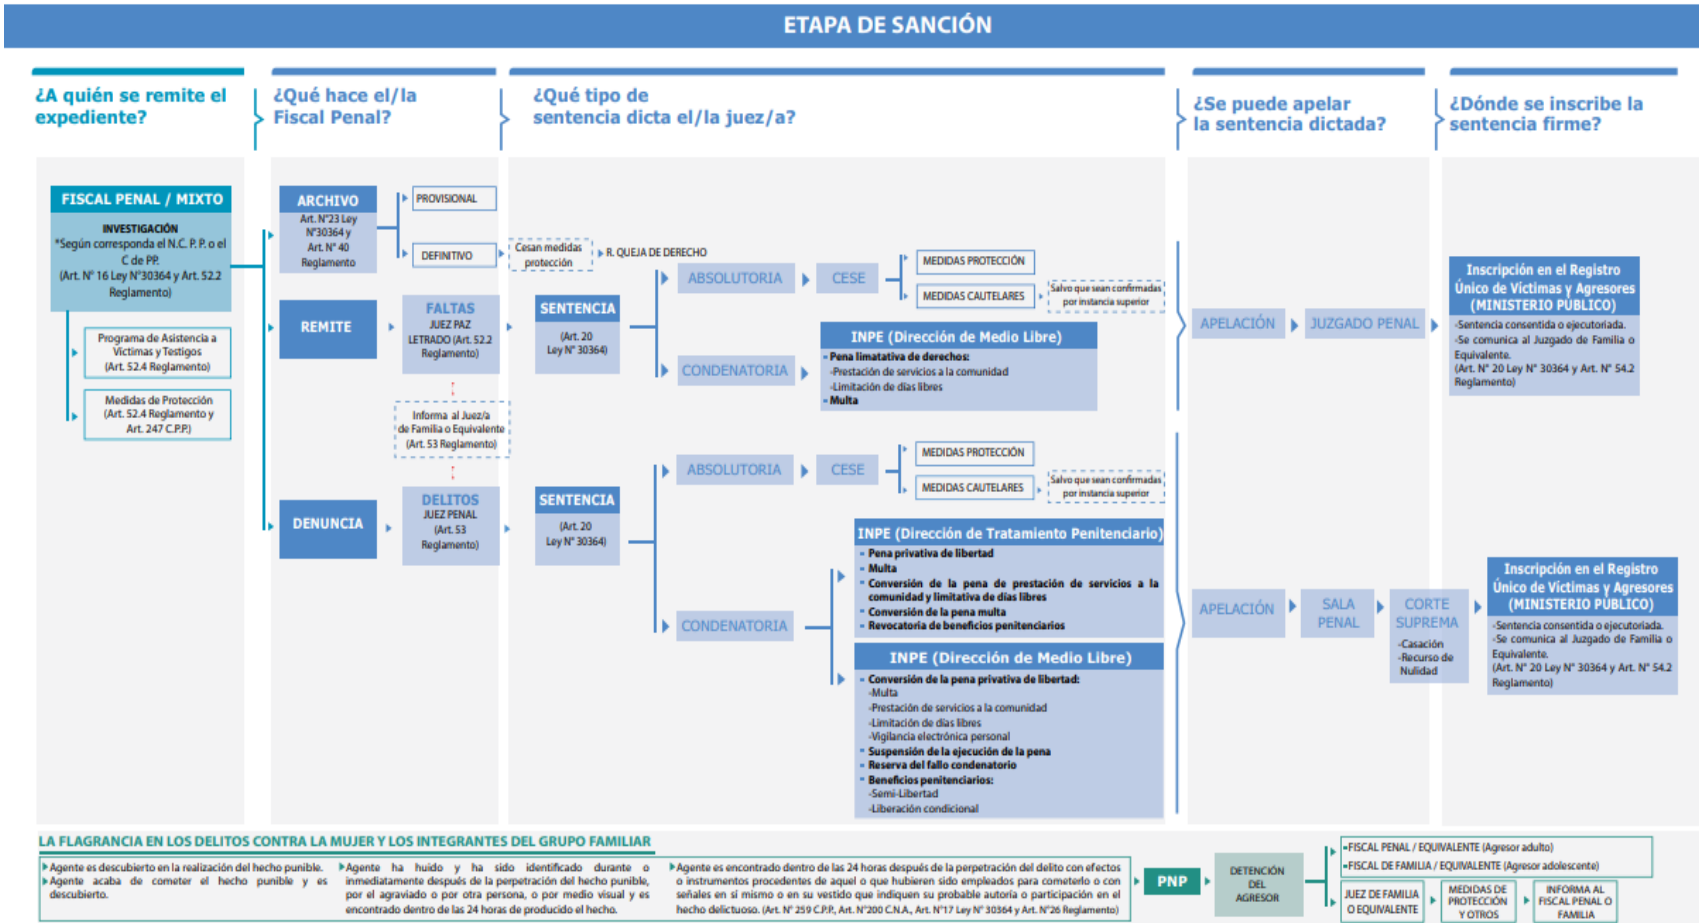 ETAPA DE SANCIÓN
¿A quién se remite el
expediente?
¿Qué hace el/la
Fiscal Penal?
¿Qué tipo de
sentencia dicta el/la juez/a?
¿Se puede apelar
la sentencia dictada?
¿Dónde se inscribe la
sentencia firme?
FISCAL PENAL / MIXTO
INVESTIGACIÓN
*Según corresponda el N.C. P. P. o el
C de PP.
(Art. N° 16 Ley N°30364 y Art. 52.2
Reglamento)
Programa de Asistencia a
Víctimas y Testigos
(Art. 52.4 Reglamento)
Medidas de Protección
(Art. 52.4 Reglamento y
Art. 247 C.P.P.)
ARCHIVO
Art. N°23 Ley
N°30364 y
Art. N° 40
Reglamento
PROVISIONAL
DEFINITIVO
Cesan medidas
protección
R. QUEJA DE DERECHO
REMITE
FALTAS
JUEZ PAZ
LETRADO (Art. 52.2
Reglamento)
Informa al Juez/a
de Familia o Equivalente
(Art. 53 Reglamento)
DENUNCIA
DELITOS
JUEZ PENAL
(Art. 53
Reglamento)
SENTENCIA
(Art. 20
Ley N° 30364)
ABSOLUTORIA
CESE
MEDIDAS PROTECCIÓN
MEDIDAS CAUTELARES
Salvo que sean confirmadas
por instancia superior
CONDENATORIA
INPE (Dirección de Medio Libre)
- Pena limatativa de derechos:
-Prestación de servicios a la comunidad
-Limitación de días libres
- Multa
SENTENCIA
(Art. 20
Ley N° 30364)
ABSOLUTORIA
CESE
MEDIDAS PROTECCIÓN
MEDIDAS CAUTELARES
Salvo que sean confirmadas
por instancia superior
CONDENATORIA
INPE (Dirección de Tratamiento Penitenciario)
- Pena privativa de libertad
- Multa
- Conversión de la pena de prestación de servicios a la
comunidad y limitativa de días libres
- Conversión de la pena multa
- Revocatoria de beneficios penitenciarios
INPE (Dirección de Medio Libre)
- Conversión de la pena privativa de libertad:
-Multa
-Prestación de servicios a la comunidad
-Limitación de días libres
-Vigilancia electrónica personal
- Suspensión de la ejecución de la pena
- Reserva del fallo condenatorio
- Beneficios penitenciarios:
-Semi-Libertad
-Liberación condicional
APELACIÓN
JUZGADO PENAL
Inscripción en el Registro
Único de Víctimas y Agresores
(MINISTERIO PÚBLICO)
-Sentencia consentida o ejecutoriada.
-Se comunica al Juzgado de Familia o
Equivalente.
(Art. N° 20 Ley N° 30364 y Art. N° 54.2
Reglamento)
APELACIÓN
SALA
PENAL
CORTE
SUPREMA
-Casación
-Recurso de
Nulidad
Inscripción en el Registro
Único de Víctimas y Agresores
(MINISTERIO PÚBLICO)
-Sentencia consentida o ejecutoriada.
-Se comunica al Juzgado de Familia o
Equivalente.
(Art. N° 20 Ley N° 30364 y Art. N° 54.2
Reglamento)
LA FLAGRANCIA EN LOS DELITOS CONTRA LA MUJER Y LOS INTEGRANTES DEL GRUPO FAMILIAR
Agente es descubierto en la realización del hecho punible.
Agente acaba de cometer el hecho punible y es
descubierto.
Agente ha huido y ha sido identificado durante o
inmediatamente después de la perpetración del hecho punible,
por el agraviado o por otra persona, o por medio visual y es
encontrado dentro de las 24 horas de producido el hecho.
Agente es encontrado dentro de las 24 horas después de la perpetración del delito con efectos
o instrumentos procedentes de aquel o que hubieren sido empleados para cometerlo o con
señales en sí mismo o en su vestido que indiquen su probable autoría o participación en el
hecho delictuoso. (Art. N° 259 C.P.P., Art. N°200 C.N.A., Art. N°17 Ley N° 30364 y Art. N°26 Reglamento)
PNP
DETENCIÓN
DEL
AGRESOR
-FISCAL PENAL / EQUIVALENTE (Agresor adulto)
-FISCAL DE FAMILIA / EQUIVALENTE (Agresor adolescente)
JUEZ DE FAMILIA
O EQUIVALENTE
MEDIDAS DE
PROTECCIÓN
Y OTROS
INFORMA AL
FISCAL PENAL O
FAMILIA